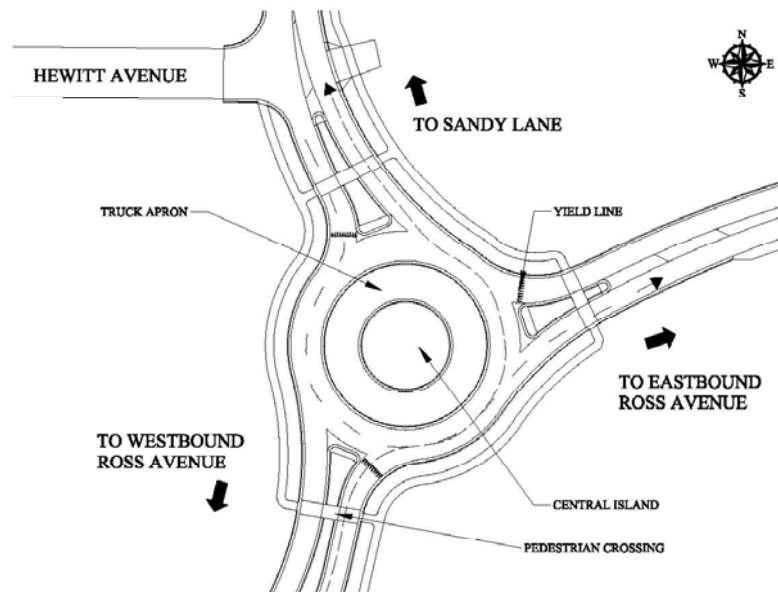 HEWITT AVENUE
N
W E
S
TO SANDY LANE
TRUCK APRON
YIELD LINE
TO EASTBOUND
ROSS AVENUE
TO WESTBOUND
ROSS AVENUE
CENTRAL ISLAND
PEDESTRIAN CROSSING